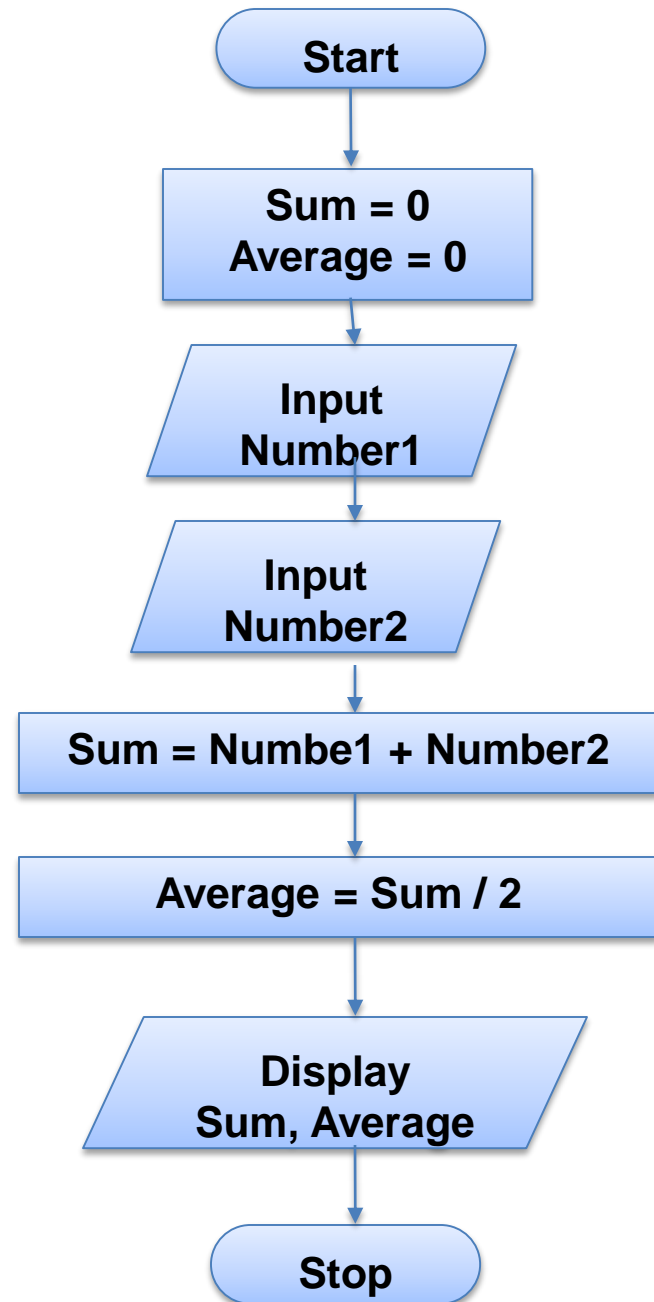 Start
Sum = 0
Average = 0
Input
Number1
Input
Number2
Sum = Numbe1 + Number2
Average = Sum / 2
Display
Sum, Average
Stop